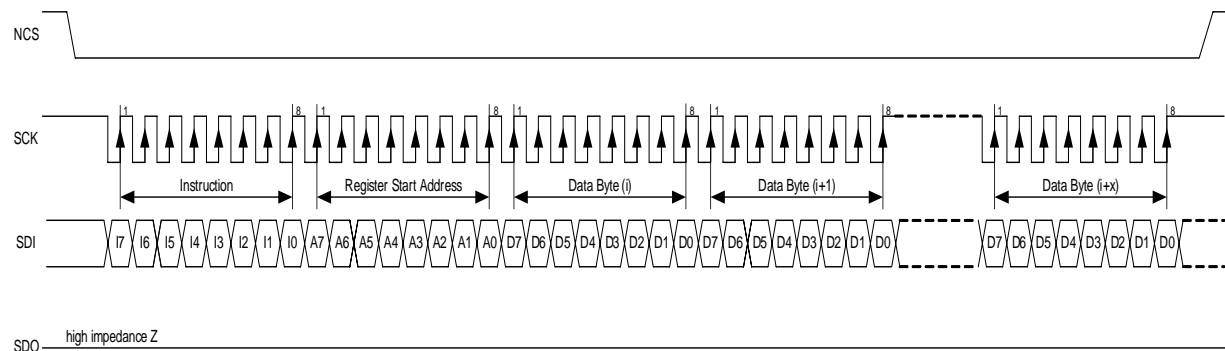 NCS
1 8 1 8 1 8 1 8 1 8
SCK
Instruction Register Start Address Data Byte (i) Data Byte (i+1) Data Byte (i+x)
SDI I7 I6 I5 I4 I3 I2 I1 I0 A7 A6 A5 A4 A3 A2 A1 A0 D7 D6 D5 D4 D3 D2 D1 D0 D7 D6 D5 D4 D3 D2 D1 D0 D7 D6 D5 D4 D3 D2 D1 D0
high impedance Z
SDO